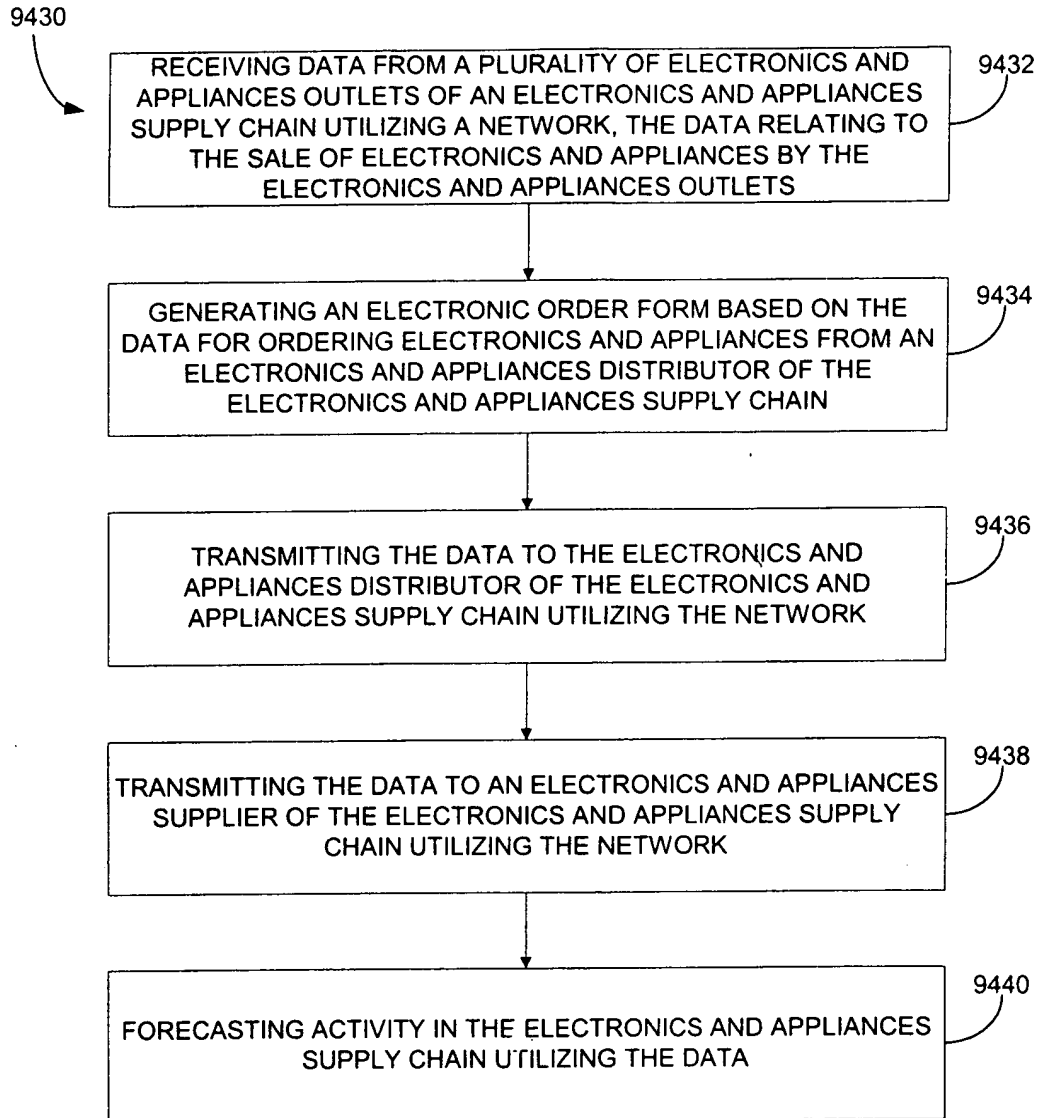 9430
RECEIVING DATA FROM A PLURALITY OF ELECTRONICS AND
APPLIANCES OUTLETS OF AN ELECTRONICS AND APPLIANCES
SUPPLY CHAIN UTILIZING A NETWORK, THE DATA RELATING TO
THE SALE OF ELECTRONICS AND APPLIANCES BY THE
ELECTRONICS AND APPLIANCES OUTLETS
9432
GENERATING AN ELECTRONIC ORDER FORM BASED ON THE
DATA FOR ORDERING ELECTRONICS AND APPLIANCES FROM AN
ELECTRONICS AND APPLIANCES DISTRIBUTOR OF THE
ELECTRONICS AND APPLIANCES SUPPLY CHAIN
9434
TRANSMITTING THE DATA TO THE ELECTRONICS AND
APPLIANCES DISTRIBUTOR OF THE ELECTRONICS AND
APPLIANCES SUPPLY CHAIN UTILIZING THE NETWORK
9436
TRANSMITTING THE DATA TO AN ELECTRONICS AND APPLIANCES
SUPPLIER OF THE ELECTRONICS AND APPLIANCES SUPPLY
CHAIN UTILIZING THE NETWORK
9438
FORECASTING ACTIVITY IN THE ELECTRONICS AND APPLIANCES
SUPPLY CHAIN UTILIZING THE DATA
9440